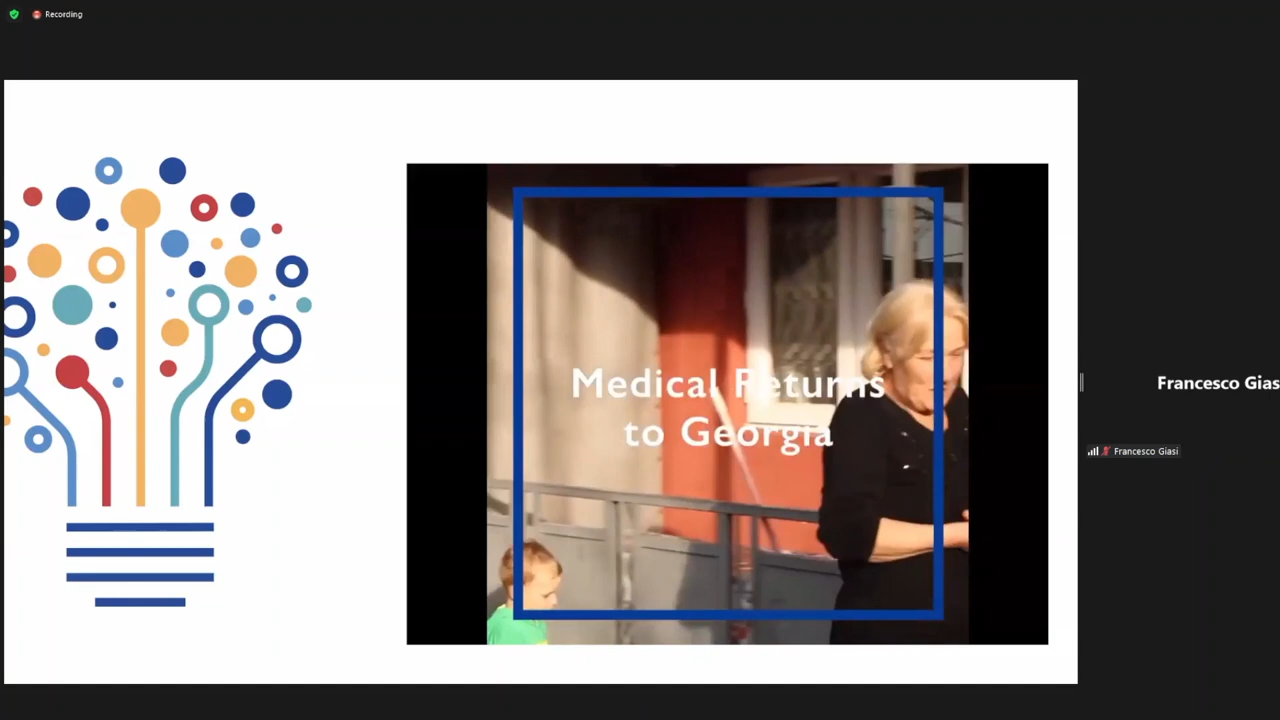 Recording
Medical Returns
to Georgia
Francesco Gias
Francesco Giasi